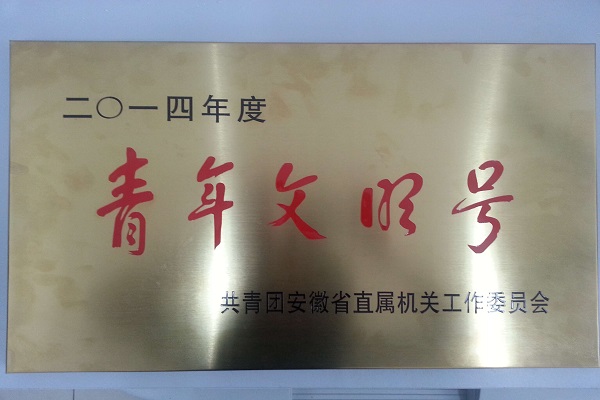 二〇一四年度
青年文明号
共青团安徽省直属机关工作委员会